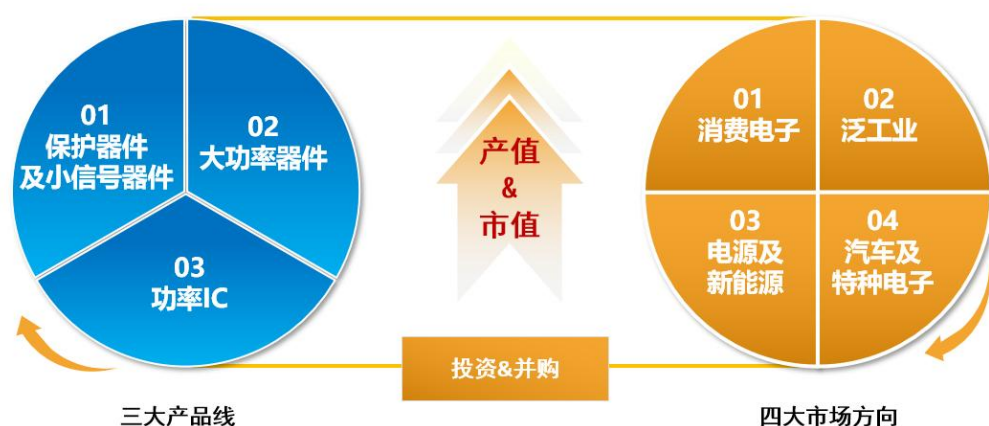 01
保护器件
及小信号器件
02
大功率器件
03
功率IC
三大产品线
产值
&
市值
投资&并购
01
消费电子
02
泛工业
03
电源及
新能源
04
汽车及
特种电子
四大市场方向